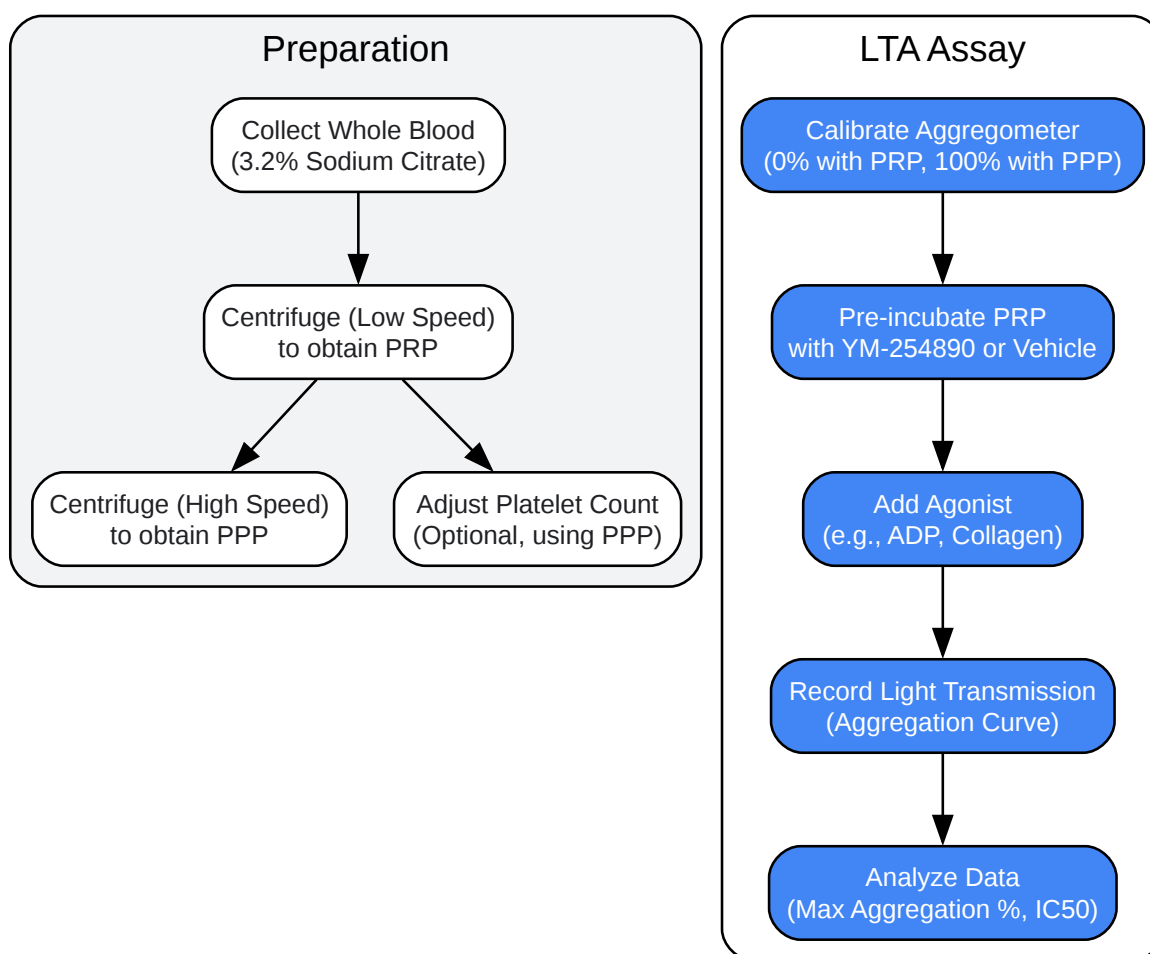 Preparation
Collect Whole Blood
(3.2% Sodium Citrate)
Centrifuge (Low Speed)
to obtain PRP
Centrifuge (High Speed)
to obtain PPP
Adjust Platelet Count
(Optional, using PPP)
LTA Assay
Calibrate Aggregometer
(0% with PRP, 100% with PPP)
Pre-incubate PRP
with YM-254890 or Vehicle
Add Agonist
(e.g., ADP, Collagen)
Record Light Transmission
(Aggregation Curve)
Analyze Data
(Max Aggregation %, IC50)